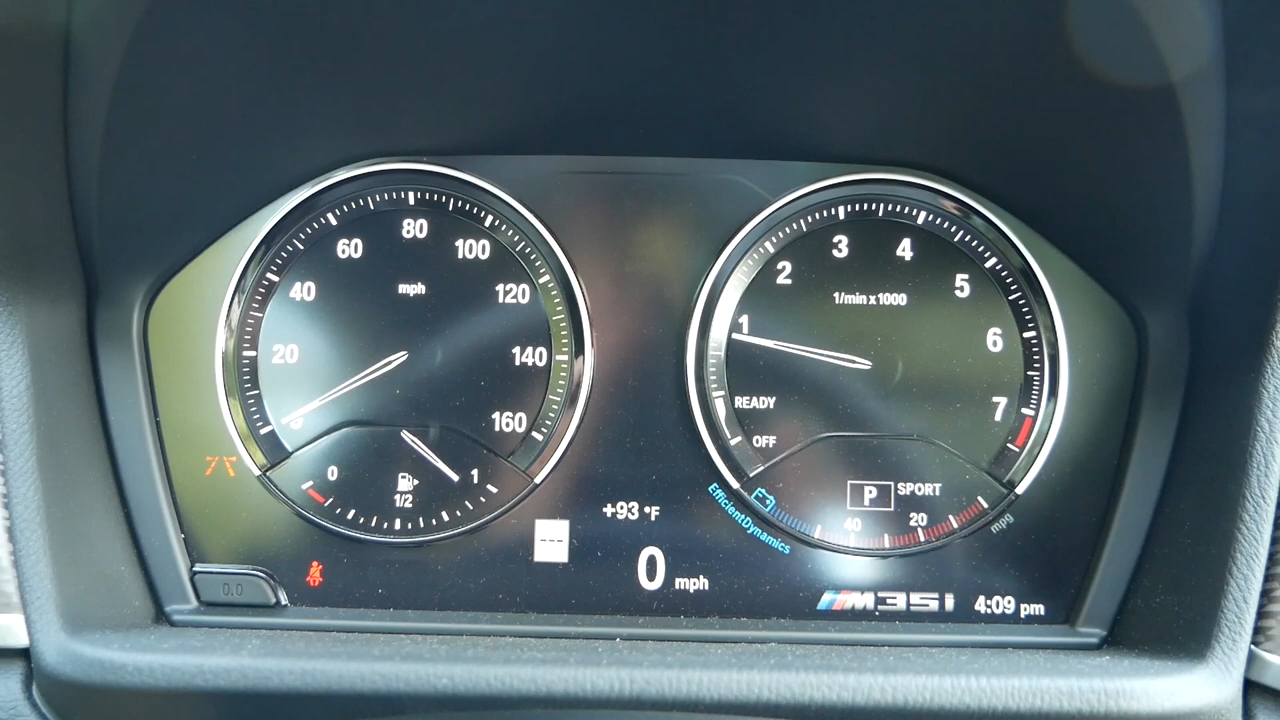 80
60
100
mph
40
120
20
140
160
0
0
1
1/2
3
4
2
5
1/min x 1000
1
6
READY
7
OFF
P
SPORT
40
20
mpg
EfficientDynamics
+93 °F
---
0 mph
0.0
M35i
4:09 pm